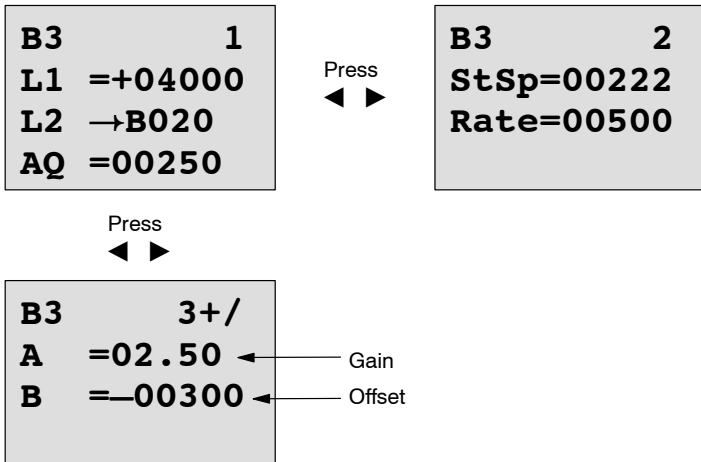 B3 1
L1 =+04000
L2 →B020
AQ =00250
Press
◄ ►
B3 2
StSp=00222
Rate=00500
Press
◄ ►
B3 3+/
A =02.50
B =–00300
Gain
Offset